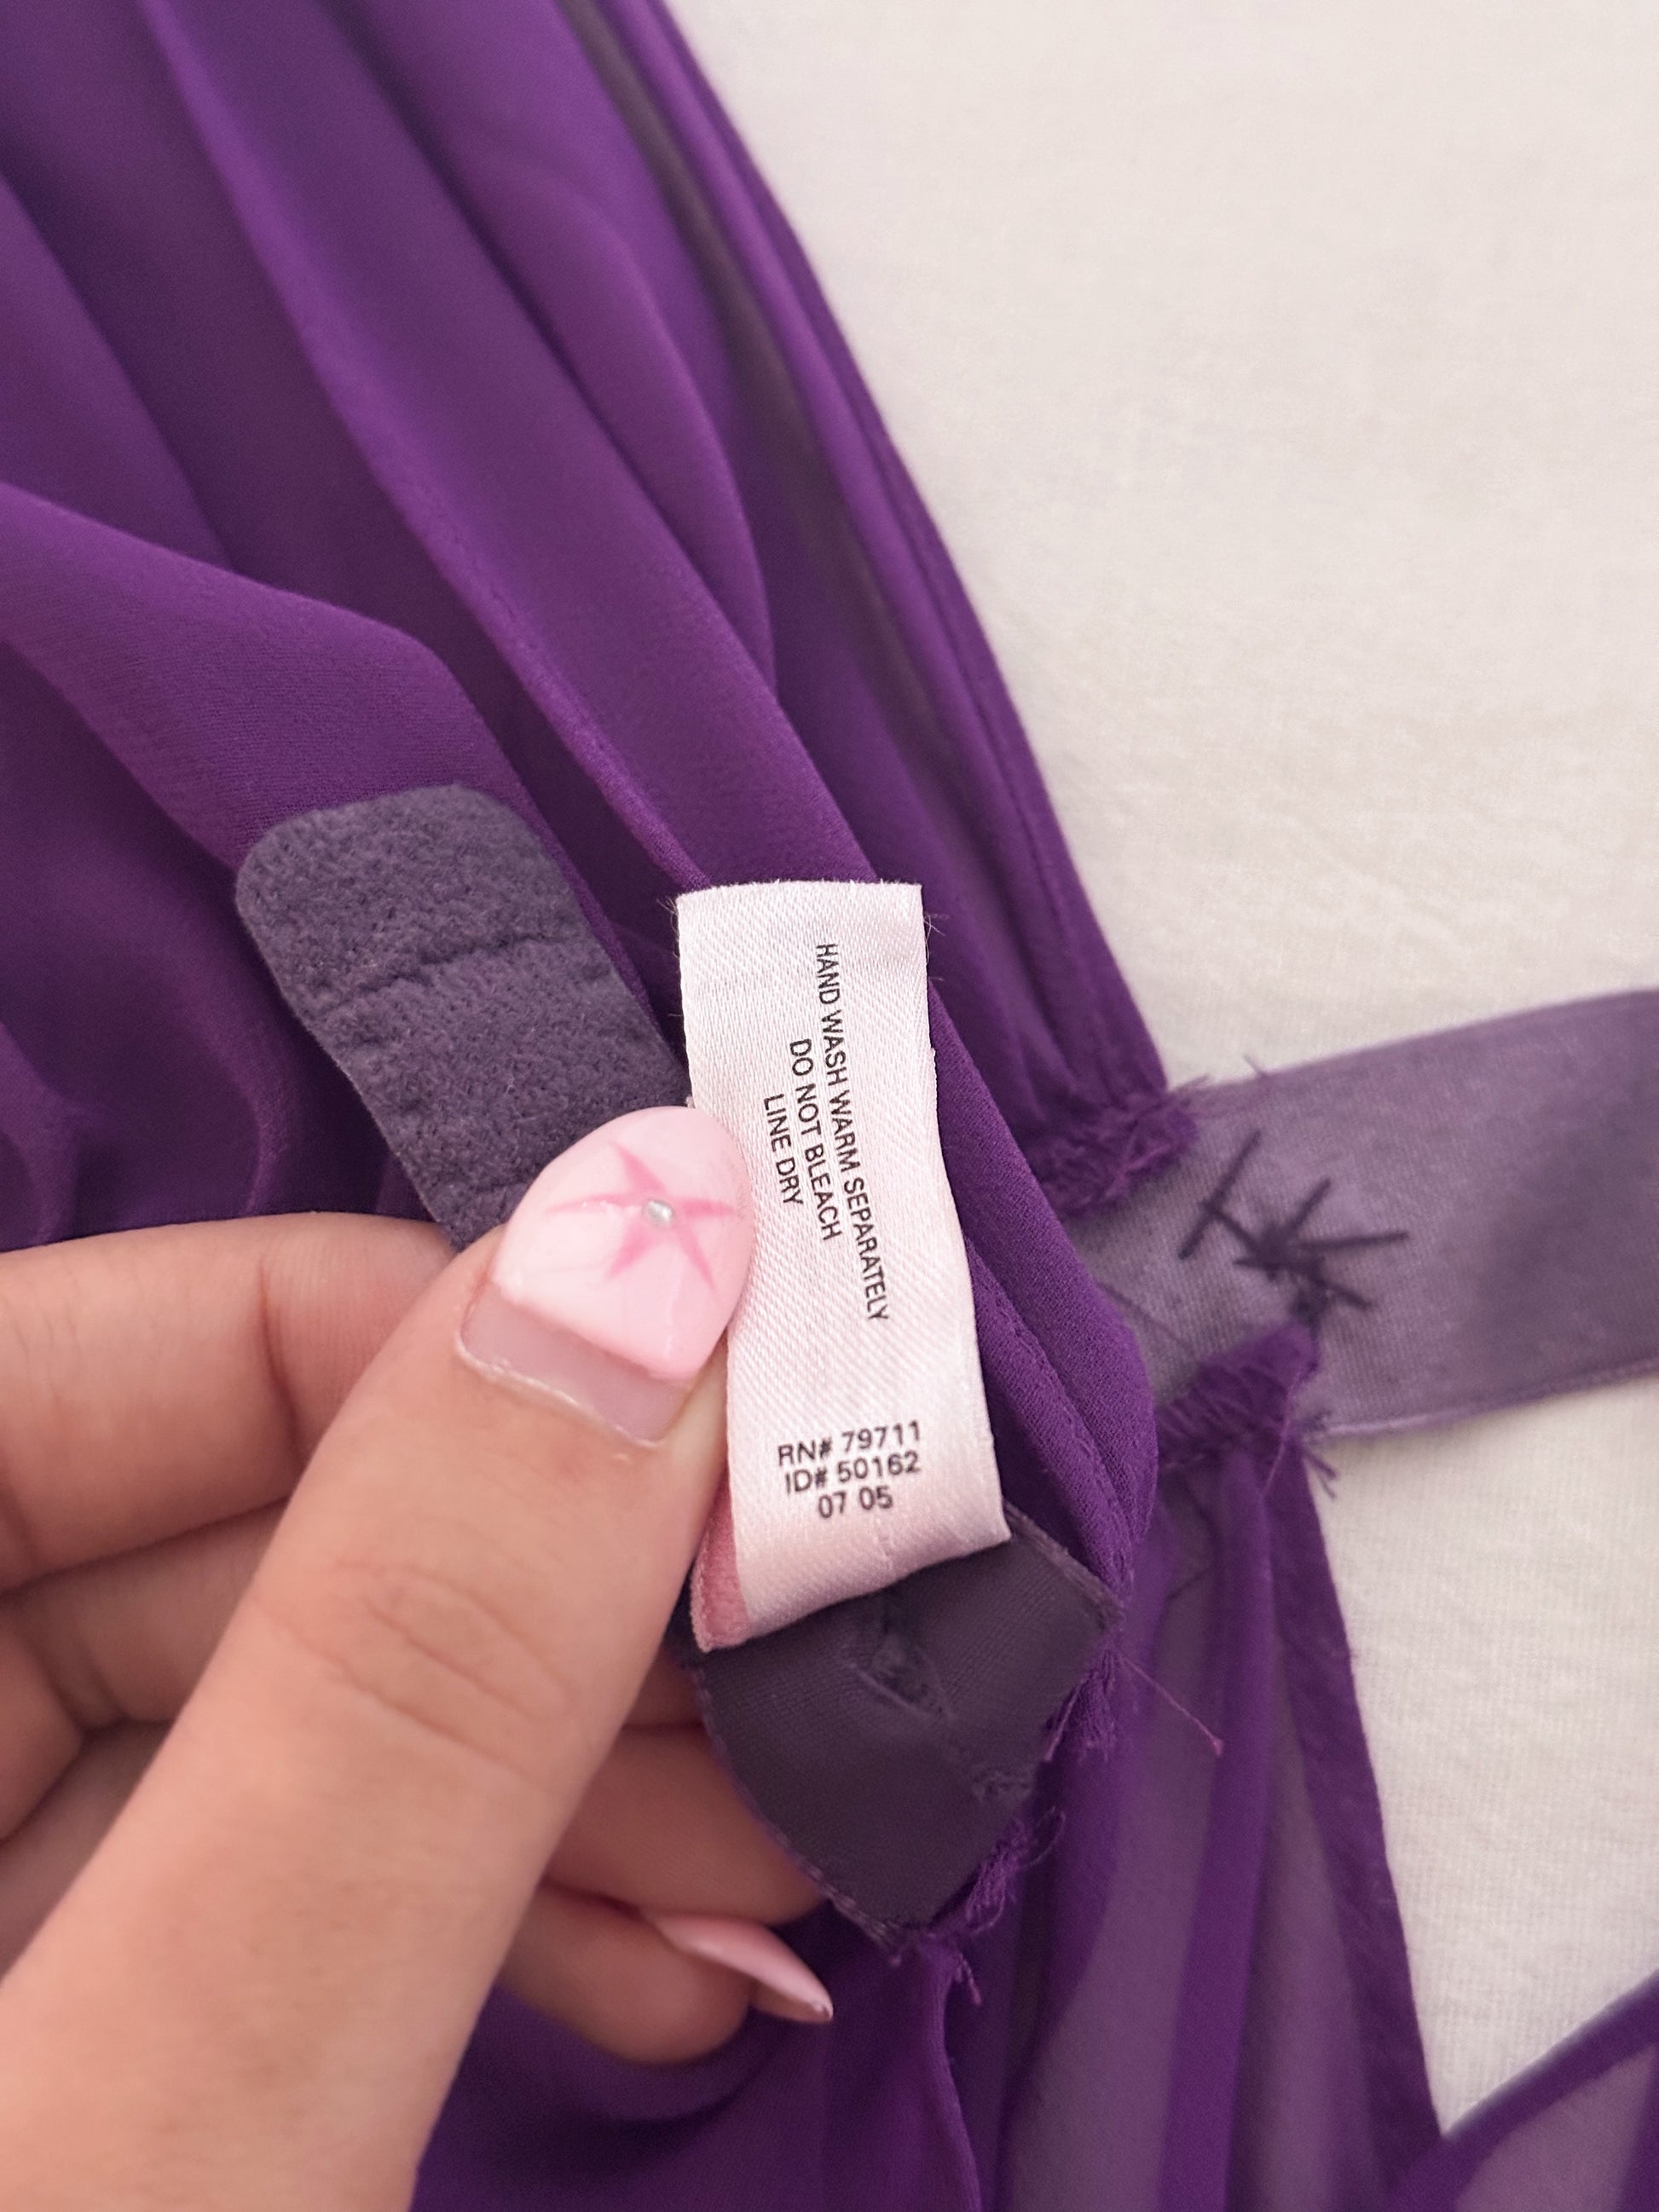 HAND WASH WARM SEPARATELY
DO NOT BLEACH
LINE DRY
RN# 79711
ID# 50162
07 05